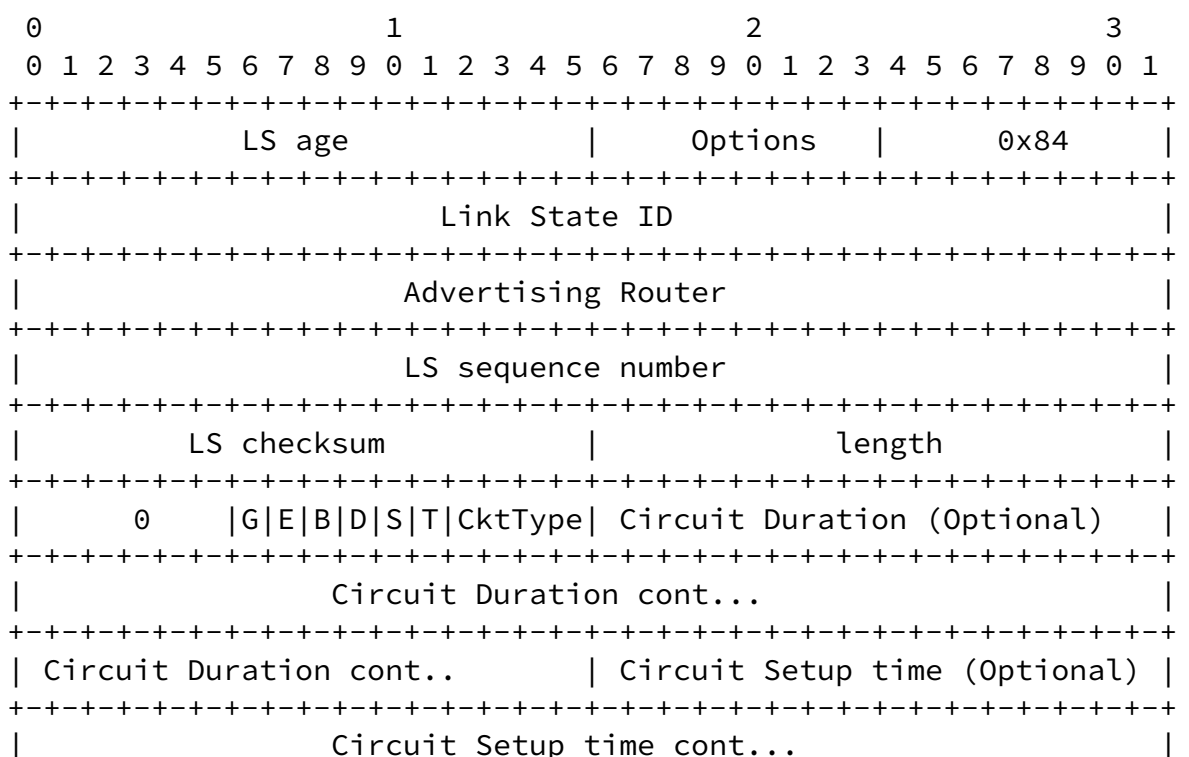 0                   1                   2                   3
 0 1 2 3 4 5 6 7 8 9 0 1 2 3 4 5 6 7 8 9 0 1 2 3 4 5 6 7 8 9 0 1
+-+-+-+-+-+-+-+-+-+-+-+-+-+-+-+-+-+-+-+-+-+-+-+-+-+-+-+-+-+-+-+-+
|            LS age             |     Options   |      0x84     |
+-+-+-+-+-+-+-+-+-+-+-+-+-+-+-+-+-+-+-+-+-+-+-+-+-+-+-+-+-+-+-+-+
|                       Link State ID                           |
+-+-+-+-+-+-+-+-+-+-+-+-+-+-+-+-+-+-+-+-+-+-+-+-+-+-+-+-+-+-+-+-+
|                     Advertising Router                        |
+-+-+-+-+-+-+-+-+-+-+-+-+-+-+-+-+-+-+-+-+-+-+-+-+-+-+-+-+-+-+-+-+
|                     LS sequence number                        |
+-+-+-+-+-+-+-+-+-+-+-+-+-+-+-+-+-+-+-+-+-+-+-+-+-+-+-+-+-+-+-+-+
|         LS checksum           |             length            |
+-+-+-+-+-+-+-+-+-+-+-+-+-+-+-+-+-+-+-+-+-+-+-+-+-+-+-+-+-+-+-+-+
|      0    |G|E|B|D|S|T|CktType| Circuit Duration (Optional)   |
+-+-+-+-+-+-+-+-+-+-+-+-+-+-+-+-+-+-+-+-+-+-+-+-+-+-+-+-+-+-+-+-+
|                 Circuit Duration cont...                      |
+-+-+-+-+-+-+-+-+-+-+-+-+-+-+-+-+-+-+-+-+-+-+-+-+-+-+-+-+-+-+-+-+
| Circuit Duration cont..       | Circuit Setup time (Optional) |
+-+-+-+-+-+-+-+-+-+-+-+-+-+-+-+-+-+-+-+-+-+-+-+-+-+-+-+-+-+-+-+-+
|                 Circuit Setup time cont...                    |